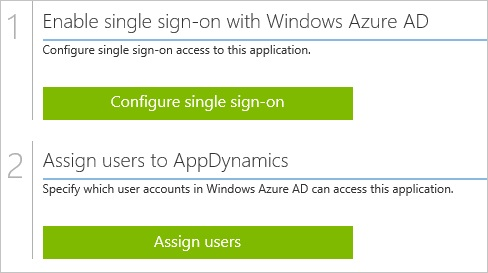 1
Enable single sign-on with Windows Azure AD
Configure single sign-on access to this application.
Configure single sign-on
2
Assign users to AppDynamics
Specify which user accounts in Windows Azure AD can access this application.
Assign users